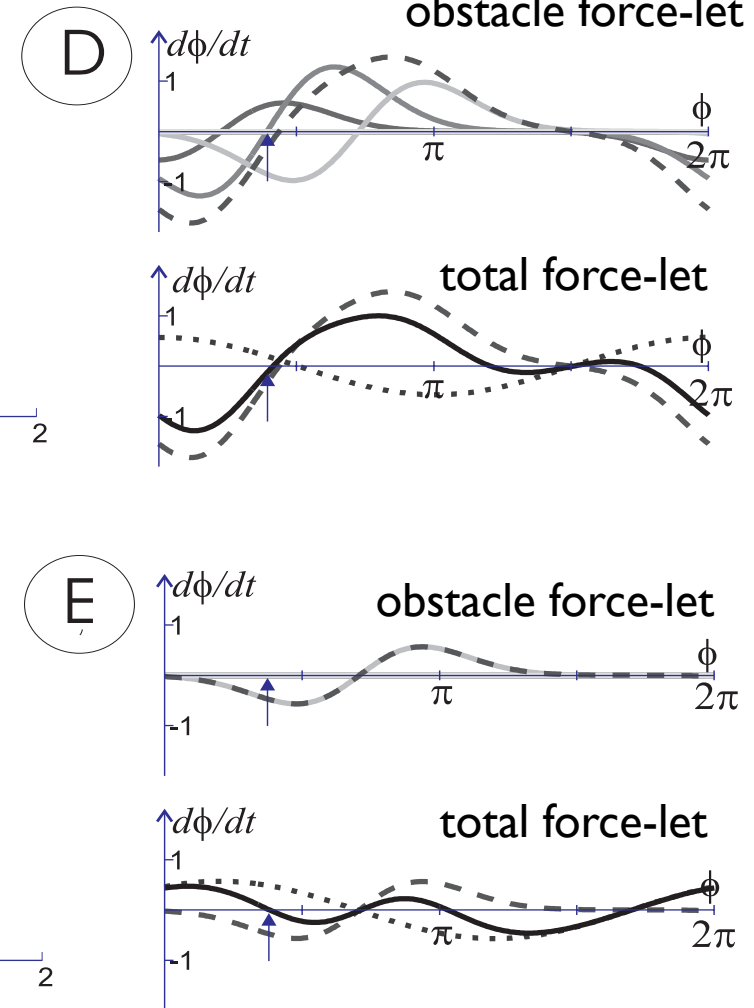 obstacle force-let
D
dϕ/dt
1
ϕ
π
2π
-1
total force-let
dϕ/dt
1
ϕ
π
2π
-1
2
E
obstacle force-let
dϕ/dt
1
ϕ
π
2π
-1
total force-let
dϕ/dt
1
ϕ
π
2π
-1
2